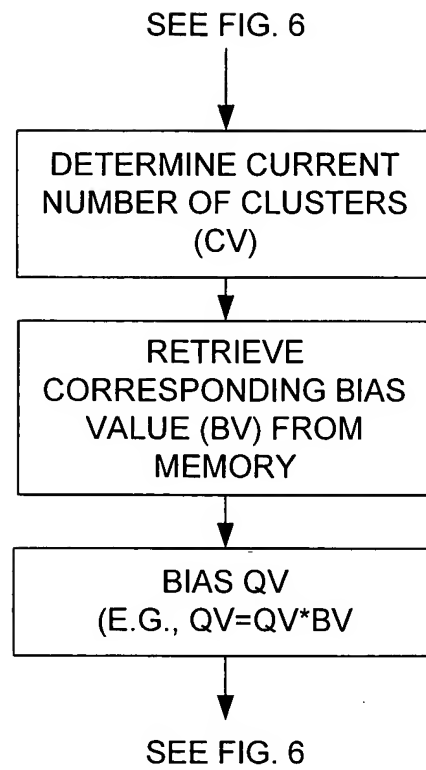 SEE FIG. 6
DETERMINE CURRENT
NUMBER OF CLUSTERS
(CV)
RETRIEVE
CORRESPONDING BIAS
VALUE (BV) FROM
MEMORY
BIAS QV
(E.G., QV=QV*BV
SEE FIG. 6